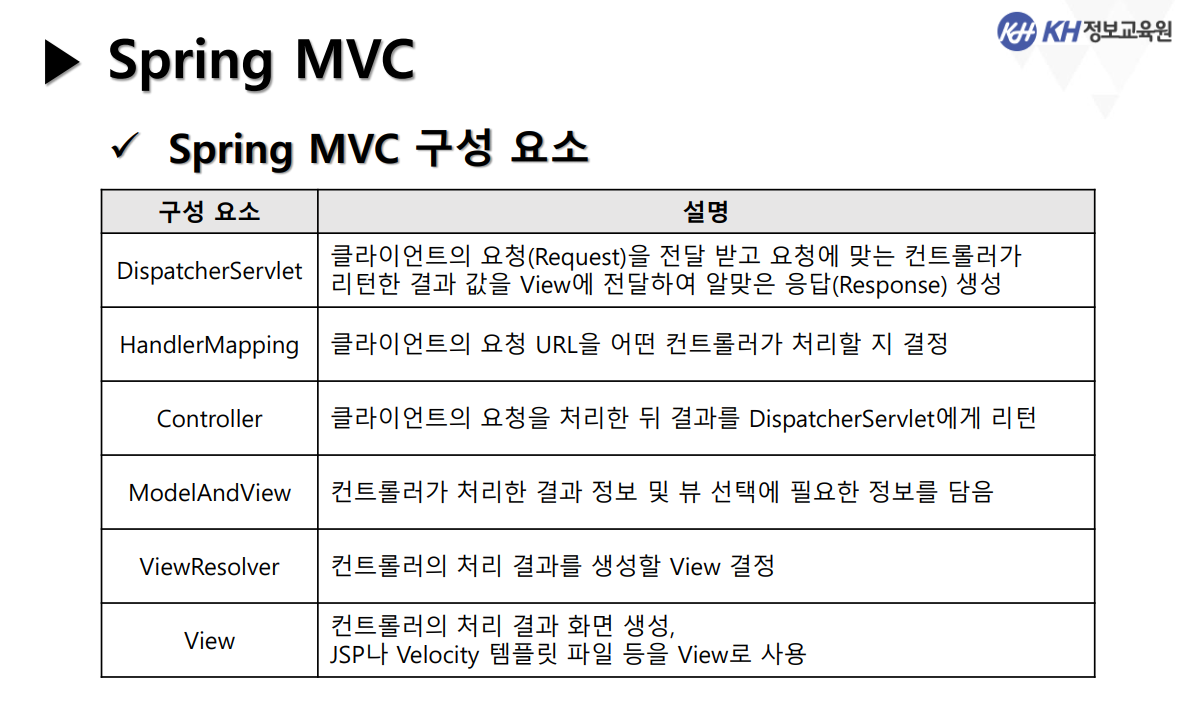 KH KH정보교육원
▶ Spring MVC
✓ Spring MVC 구성 요소
구성 요소
설명
DispatcherServlet
클라이언트의 요청(Request)을 전달 받고 요청에 맞는 컨트롤러가
리턴한 결과 값을 View에 전달하여 알맞은 응답(Response) 생성
HandlerMapping
클라이언트의 요청 URL을 어떤 컨트롤러가 처리할 지 결정
Controller
클라이언트의 요청을 처리한 뒤 결과를 DispatcherServlet에게 리턴
ModelAndView
컨트롤러가 처리한 결과 정보 및 뷰 선택에 필요한 정보를 담음
ViewResolver
컨트롤러의 처리 결과를 생성할 View 결정
View
컨트롤러의 처리 결과 화면 생성,
JSP나 Velocity 템플릿 파일 등을 View로 사용